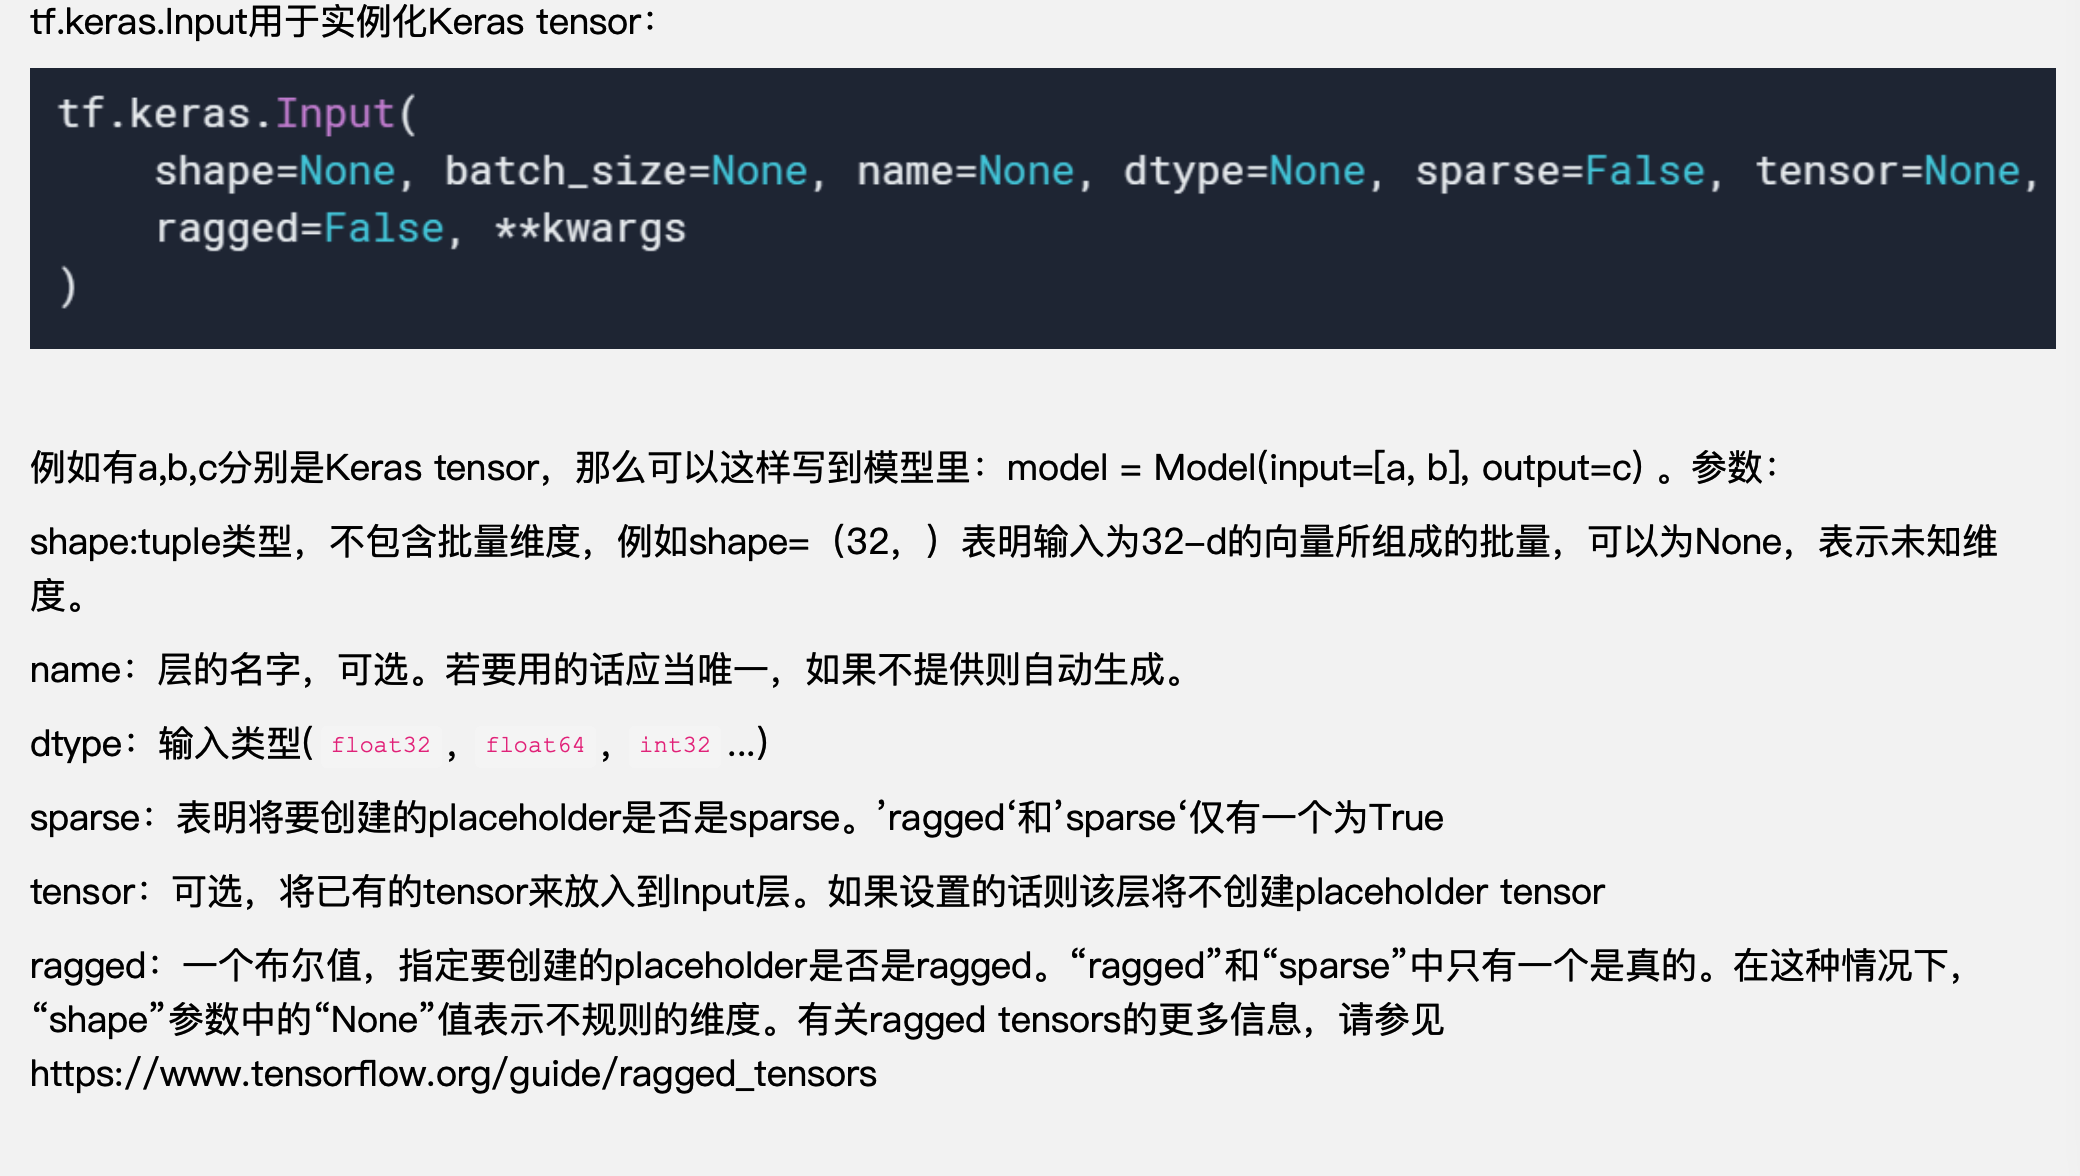 tf.keras.Input用于实例化Keras tensor：
tf.keras.Input(
    shape=None, batch_size=None, name=None, dtype=None, sparse=False, tensor=None,
    ragged=False, **kwargs
)
例如有a,b,c分别是Keras tensor，那么可以这样写到模型里：model = Model(input=[a, b], output=c) 。参数：
shape:tuple类型，不包含批量维度，例如shape=（32，）表明输入为32-d的向量所组成的批量，可以为None，表示未知维
度。
name：层的名字，可选。若要用的话应当唯一，如果不提供则自动生成。
dtype：输入类型( float32 ，float64 ，int32 ...)
sparse：表明将要创建的placeholder是否是sparse。’ragged‘和’sparse‘仅有一个为True
tensor：可选，将已有的tensor来放入到Input层。如果设置的话则该层将不创建placeholder tensor
ragged：一个布尔值，指定要创建的placeholder是否是ragged。“ragged”和“sparse”中只有一个是真的。在这种情况下，
“shape”参数中的“None”值表示不规则的维度。有关ragged tensors的更多信息，请参见
https://www.tensorflow.org/guide/ragged_tensors